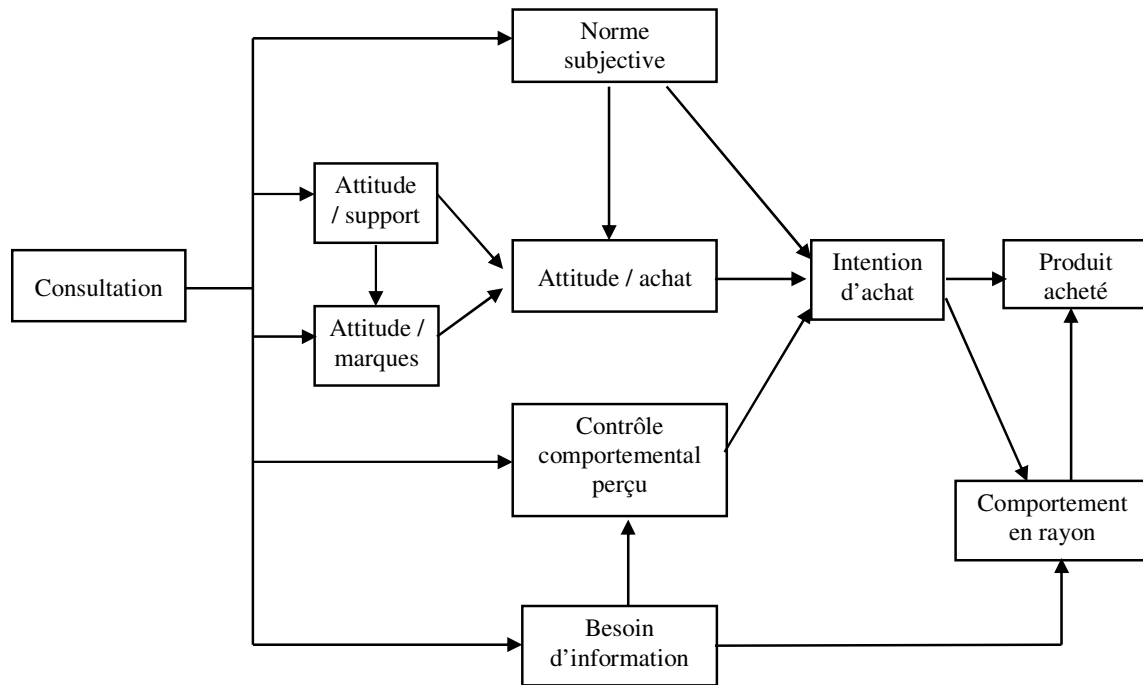 Norme
subjective
Attitude
/ support
Consultation
Attitude / achat
Intention
d’achat
Produit
acheté
Attitude /
marques
Contrôle
comportemental
perçu
Comportement
en rayon
Besoin
d’information